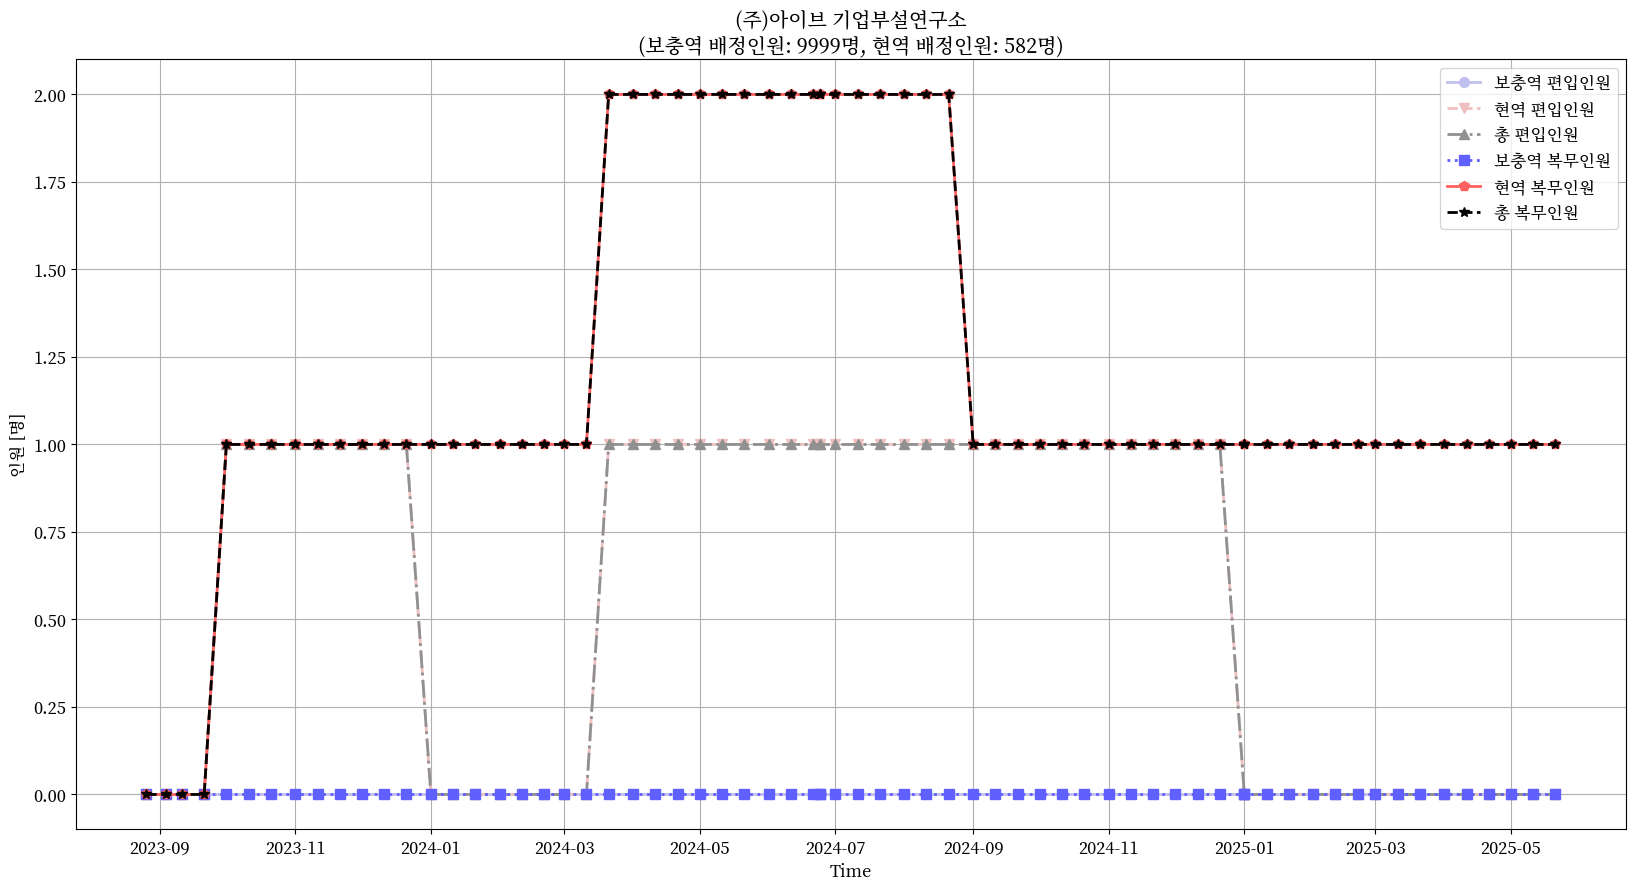 (주)아이브 기업부설연구소
(보충역 배정인원: 9999명, 현역 배정인원: 582명)
보충역 편입인원
현역 편입인원
총 편입인원
보충역 복무인원
현역 복무인원
총 복무인원
2.00
1.75
1.50
1.25
1.00
0.75
0.50
0.25
0.00
인원 [명]
2023-09 2023-11 2024-01 2024-03 2024-05 2024-07 2024-09 2024-11 2025-01 2025-03 2025-05
Time